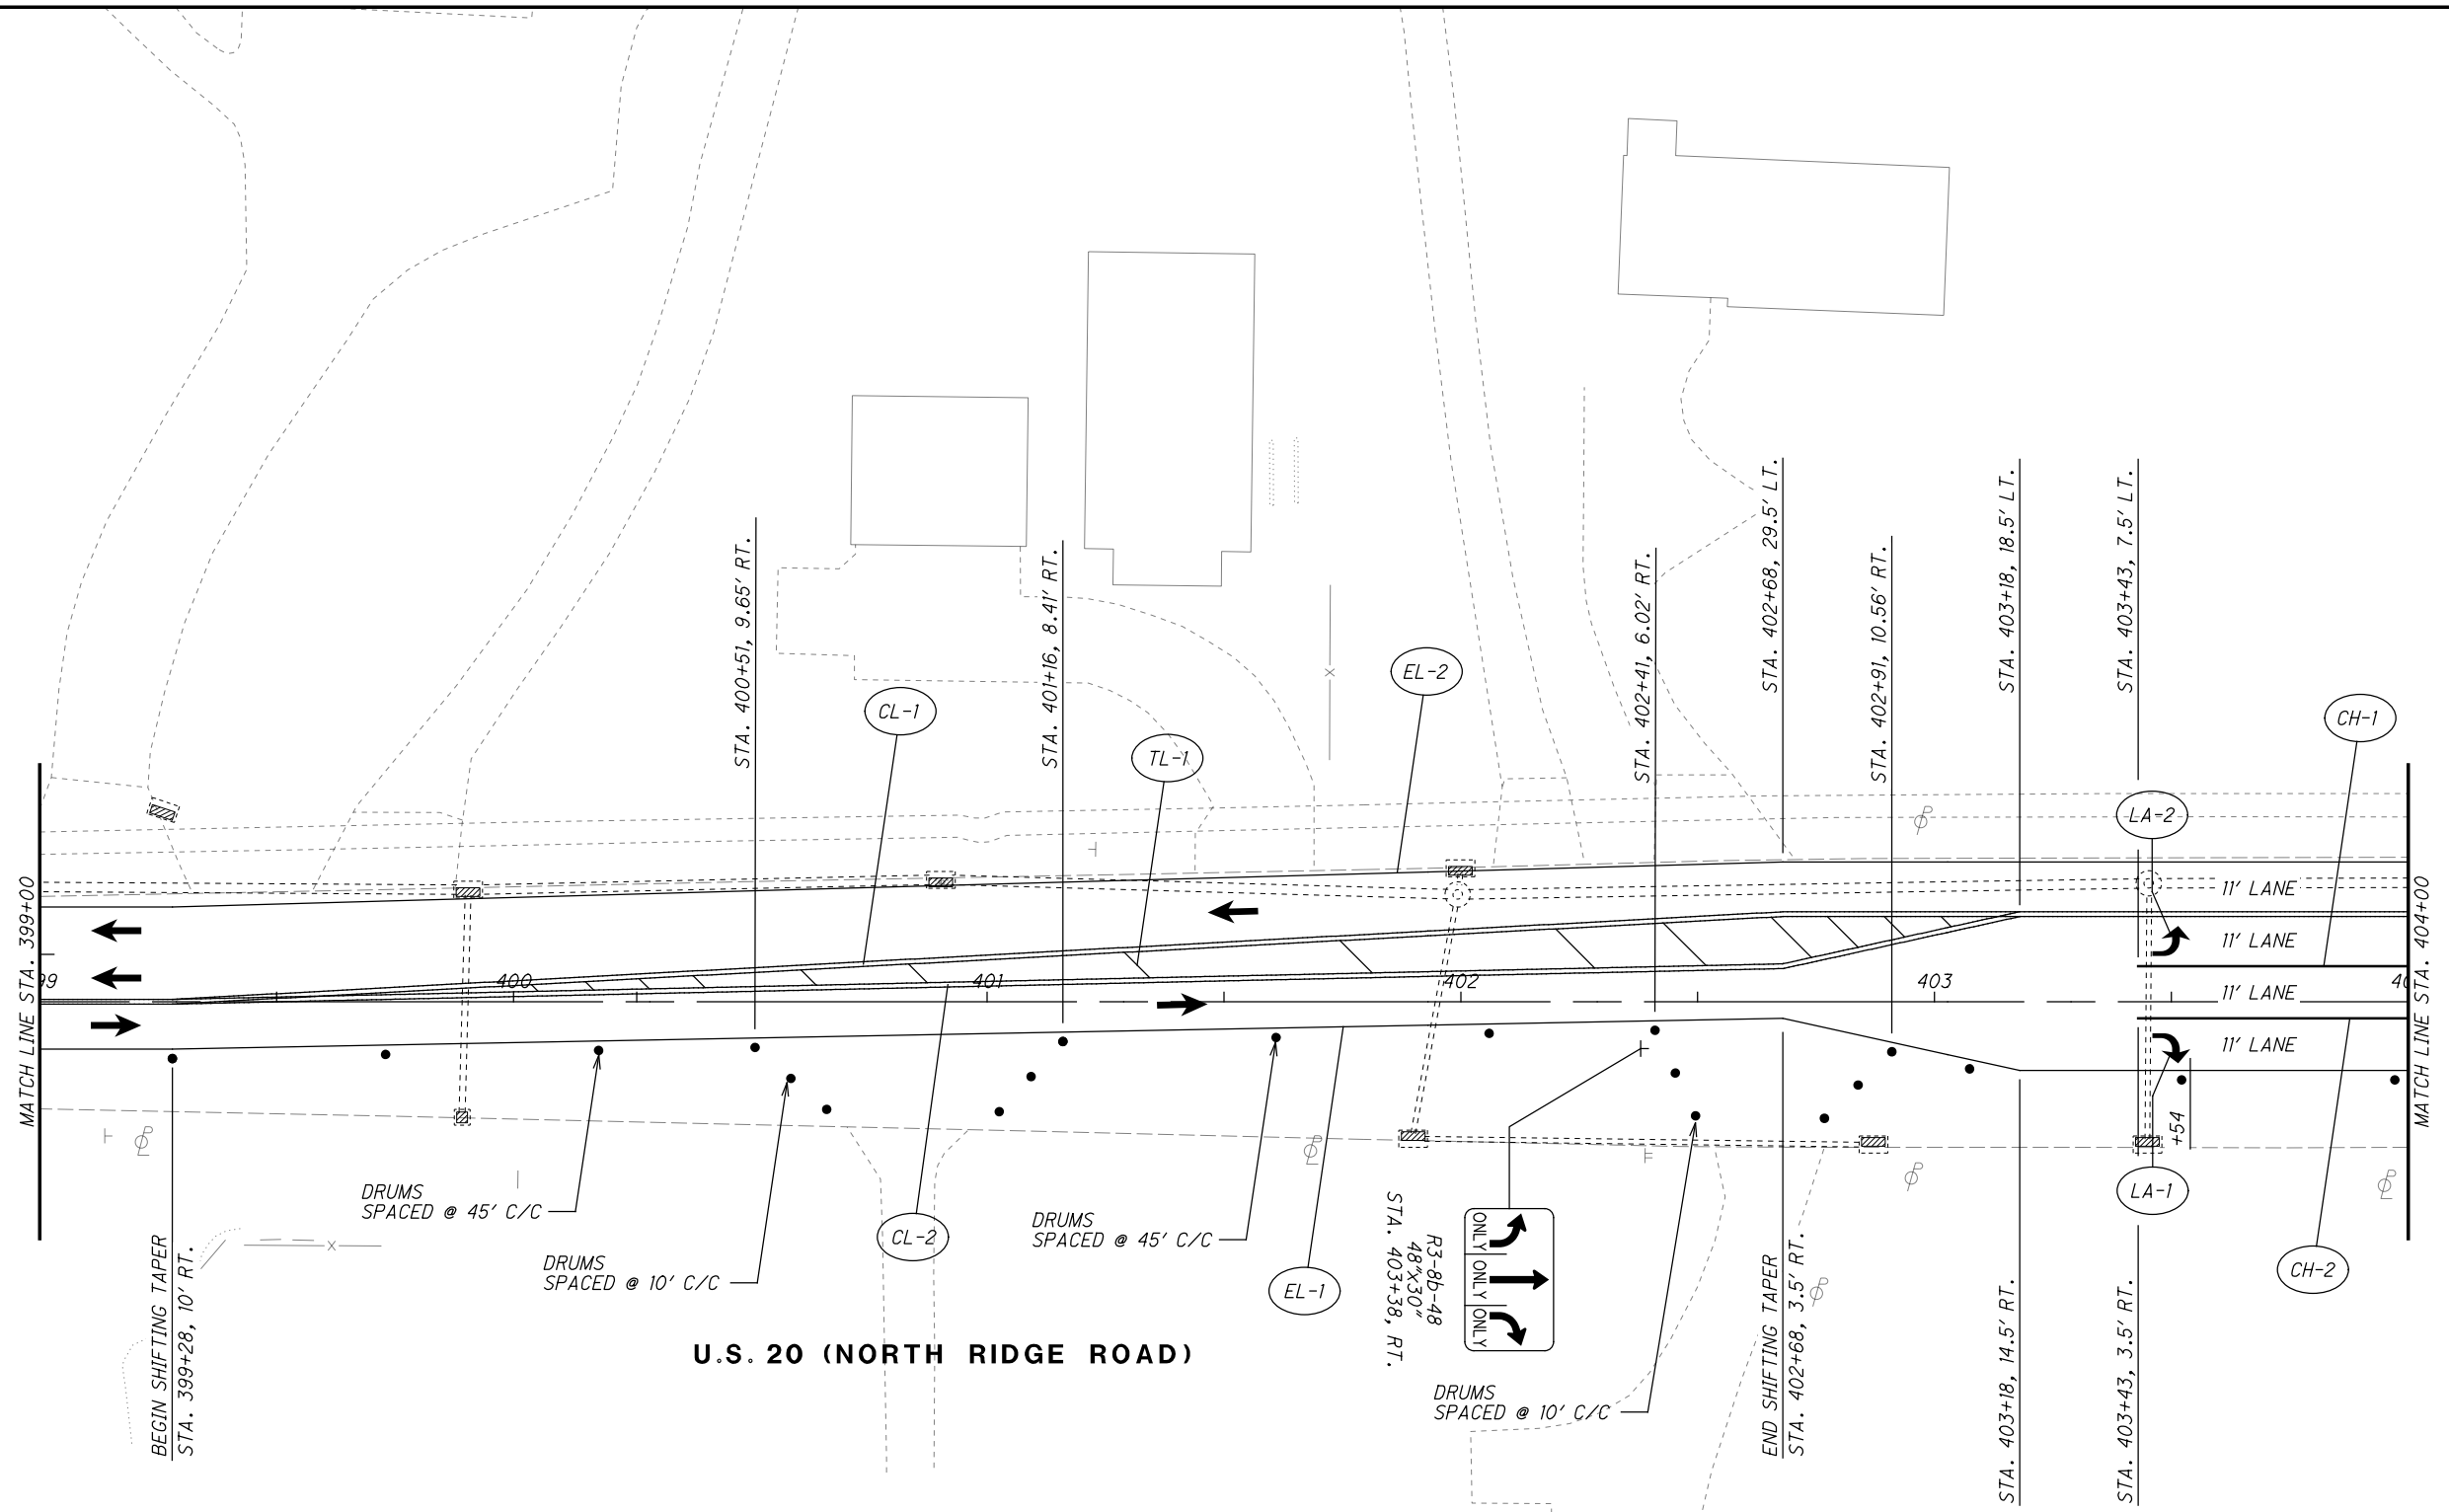 STA. 400+51, 9.65' RT.
STA. 401+16, 8.41' RT.
STA. 402+41, 6.02' RT.
STA. 402+68, 29.5' LT.
STA. 402+91, 10.56' RT.
STA. 403+18, 18.5' LT.
STA. 403+43, 7.5' LT.
CL-1
TL-1
EL-2
CH-1
LA-2
MATCH LINE STA. 399+00
MATCH LINE STA. 404+00
11' LANE
11' LANE
11' LANE
11' LANE
99
400
401
402
403
40
+54
LA-1
CL-2
EL-1
CH-2
DRUMS
SPACED @ 45' C/C
DRUMS
SPACED @ 10' C/C
DRUMS
SPACED @ 45' C/C
DRUMS
SPACED @ 10' C/C
R3-8b-48
48"x30"
STA. 403+38, RT.
ONLY
ONLY
ONLY
BEGIN SHIFTING TAPER
STA. 399+28, 10' RT.
END SHIFTING TAPER
STA. 402+68, 3.5' RT.
STA. 403+18, 14.5' RT.
STA. 403+43, 3.5' RT.
U.S. 20 (NORTH RIDGE ROAD)